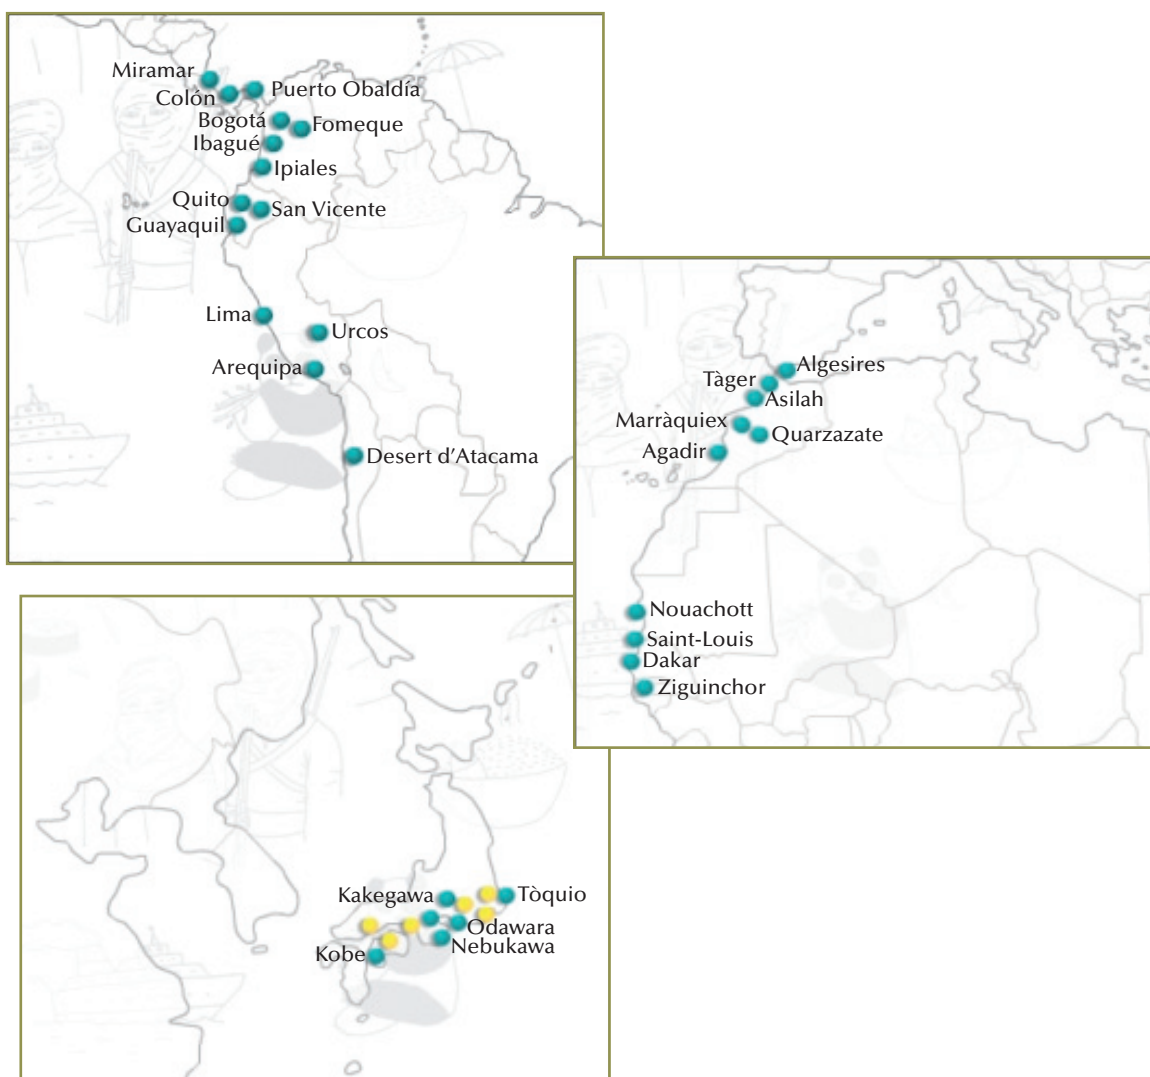 Miramar
Colón
Puerto Obaldía
Bogotá
Fomeque
Ibagué
Ipiales
Quito
San Vicente
Guayaquil
Lima
Urcos
Arequipa
Desert d'Atacama
Algesires
Tàger
Asilah
Marràquiex
Quarzazate
Agadir
Nouachott
Saint-Louis
Dakar
Ziguinchor
Kakegawa
Tòquio
Odawara
Nebukawa
Kobe